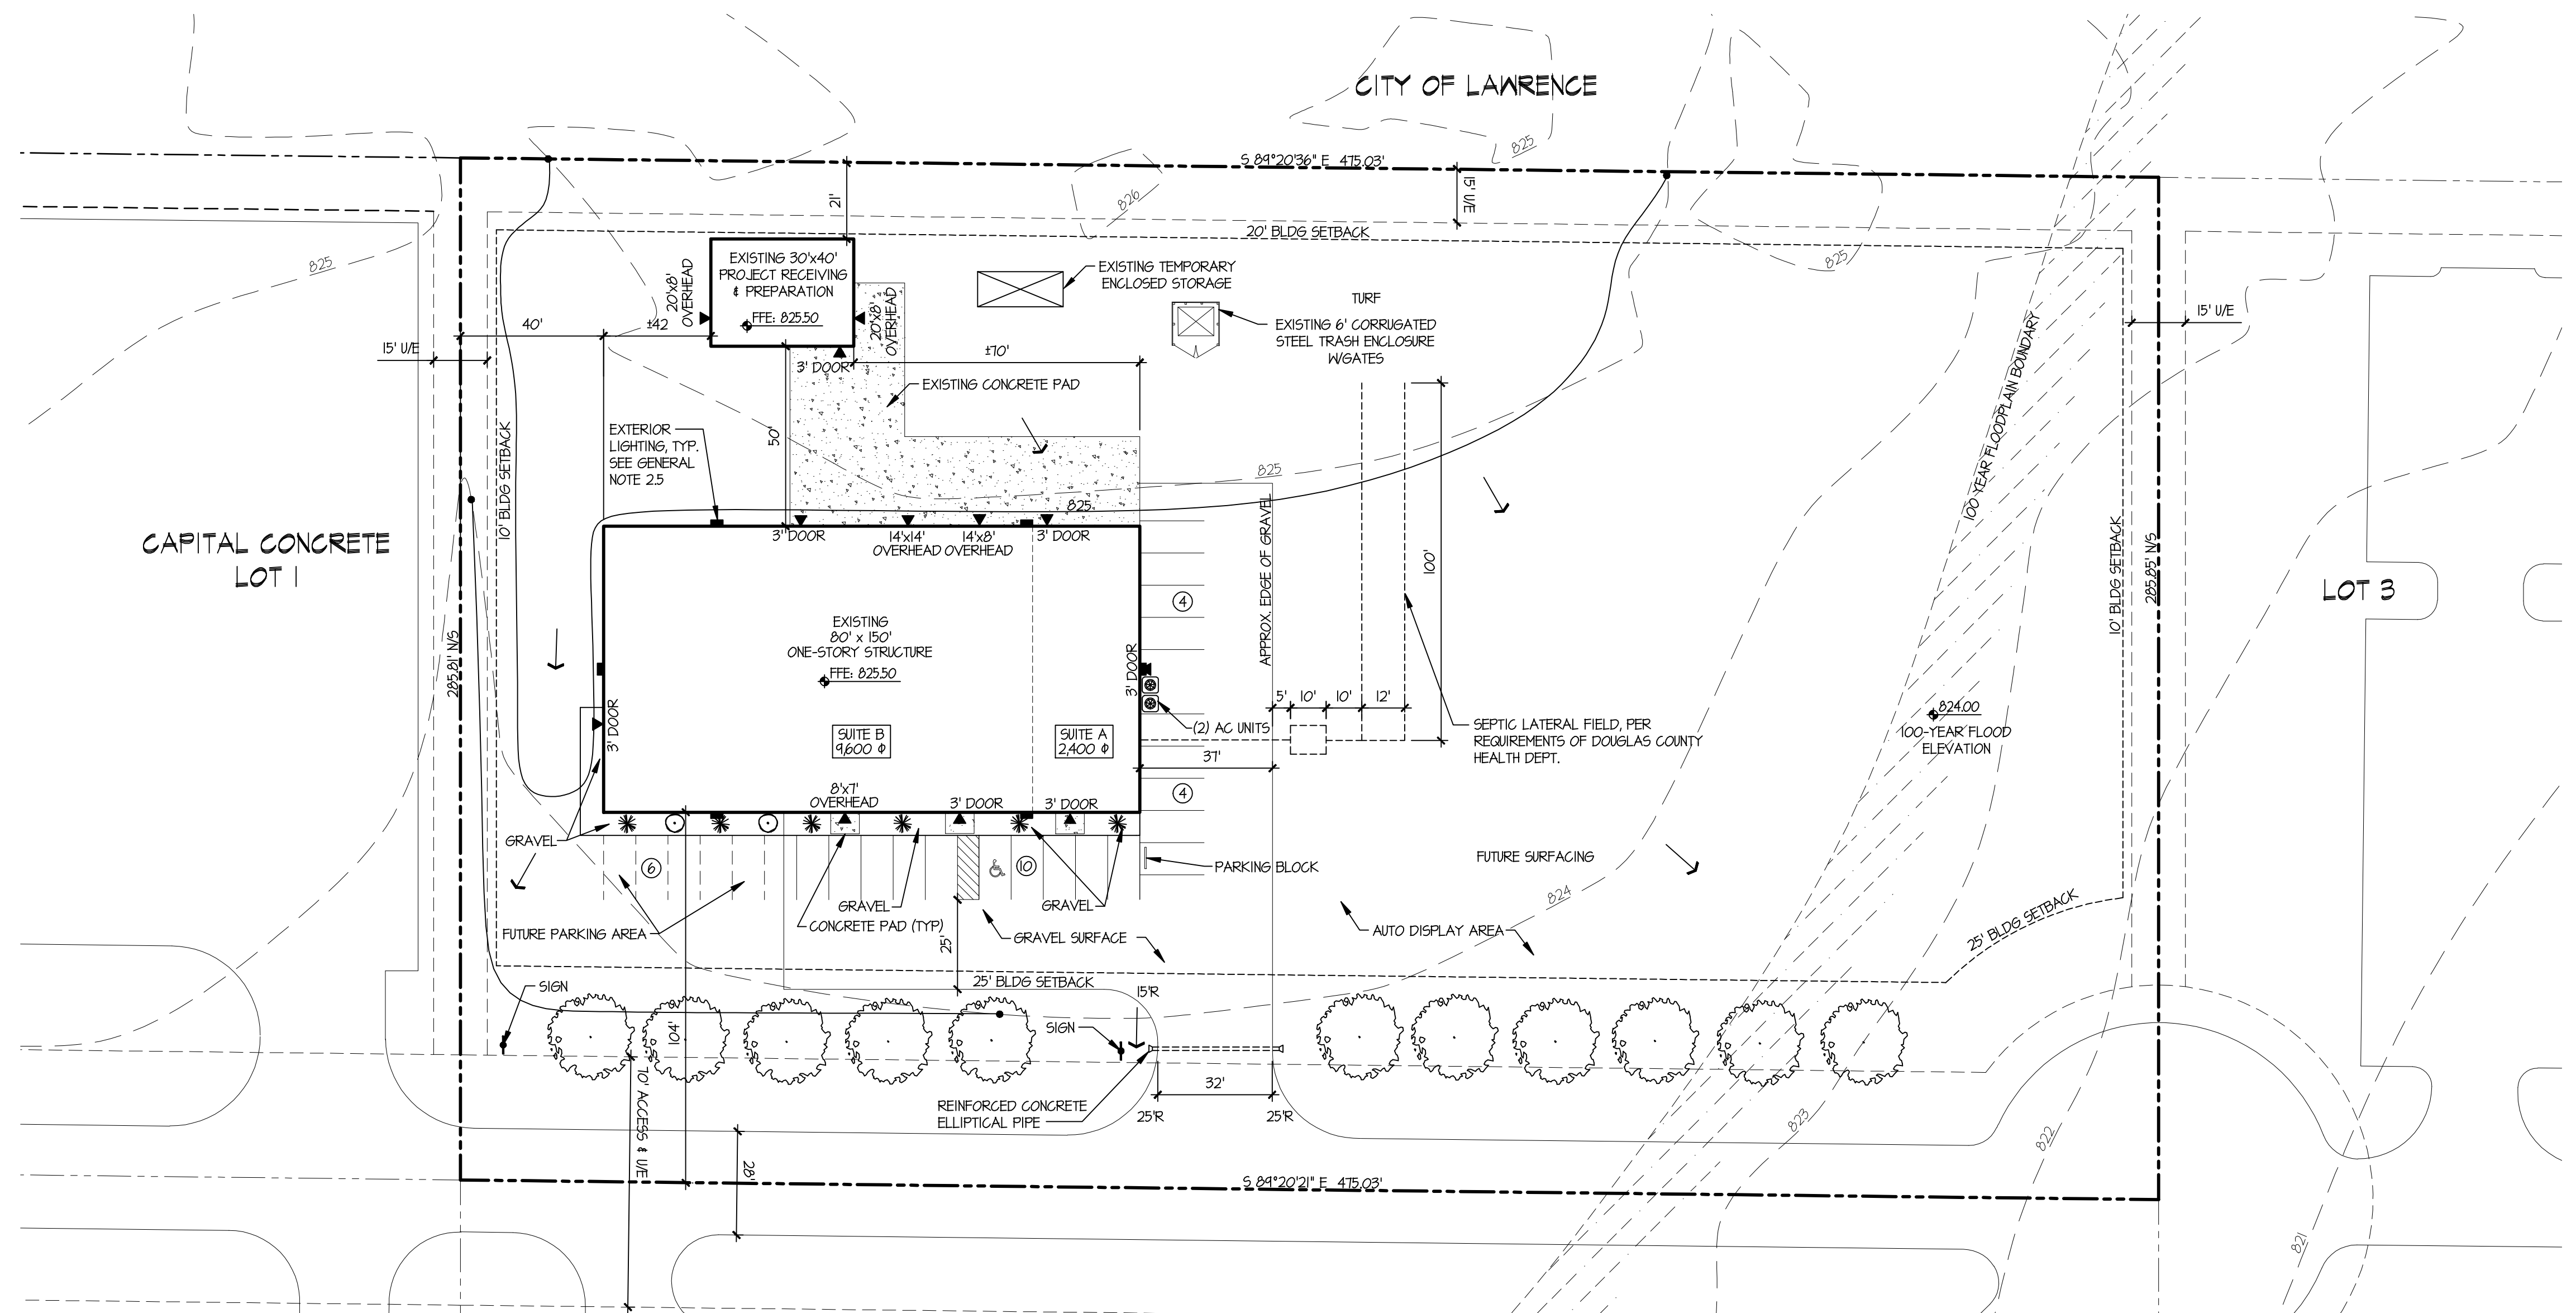 CITY OF LAWRENCE
825
S 89°20'36" E 475.03'
15' U/E
826
21'
825
20' BLDG SETBACK
825
EXISTING 30'x40'
PROJECT RECEIVING
& PREPARATION
FFE: 825.50
20'x8'
OVERHEAD
20'x8'
OVERHEAD
EXISTING TEMPORARY
ENCLOSED STORAGE
TURF
EXISTING 6' CORRUGATED
STEEL TRASH ENCLOSURE
W/GATES
15' U/E
40'
±42
15' U/E
±70'
3' DOOR
EXISTING CONCRETE PAD
100 YEAR FLOODPLAIN BOUNDARY
EXTERIOR
LIGHTING, TYP.
SEE GENERAL
NOTE 2.5
50'
10' BLDG SETBACK
825
825
APPROX. EDGE OF GRAVEL
100'
CAPITAL CONCRETE
LOT 1
3' DOOR
14'x14'
OVERHEAD
14'x8'
OVERHEAD
3' DOOR
10' BLDG SETBACK
285.85' N/S
LOT 3
4
EXISTING
80' x 150'
ONE-STORY STRUCTURE
FFE: 825.50
285.81' N/S
3' DOOR
3' DOOR
5'
10'
10'
12'
(2) AC UNITS
SUITE B
9,600 ϕ
SUITE A
2,400 ϕ
SEPTIC LATERAL FIELD, PER
REQUIREMENTS OF DOUGLAS COUNTY
HEALTH DEPT.
824.00
100-YEAR FLOOD
ELEVATION
37'
8'x7'
OVERHEAD
3' DOOR
3' DOOR
4
GRAVEL
6
10
PARKING BLOCK
FUTURE SURFACING
824
GRAVEL
GRAVEL
CONCRETE PAD (TYP)
FUTURE PARKING AREA
25'
GRAVEL SURFACE
AUTO DISPLAY AREA
25' BLDG SETBACK
25' BLDG SETBACK
SIGN
15'R
SIGN
104'
10' ACCESS & U/E
32'
REINFORCED CONCRETE
ELLIPTICAL PIPE
25'R
25'R
823
822
28'
S 89°20'21" E 475.03'
821